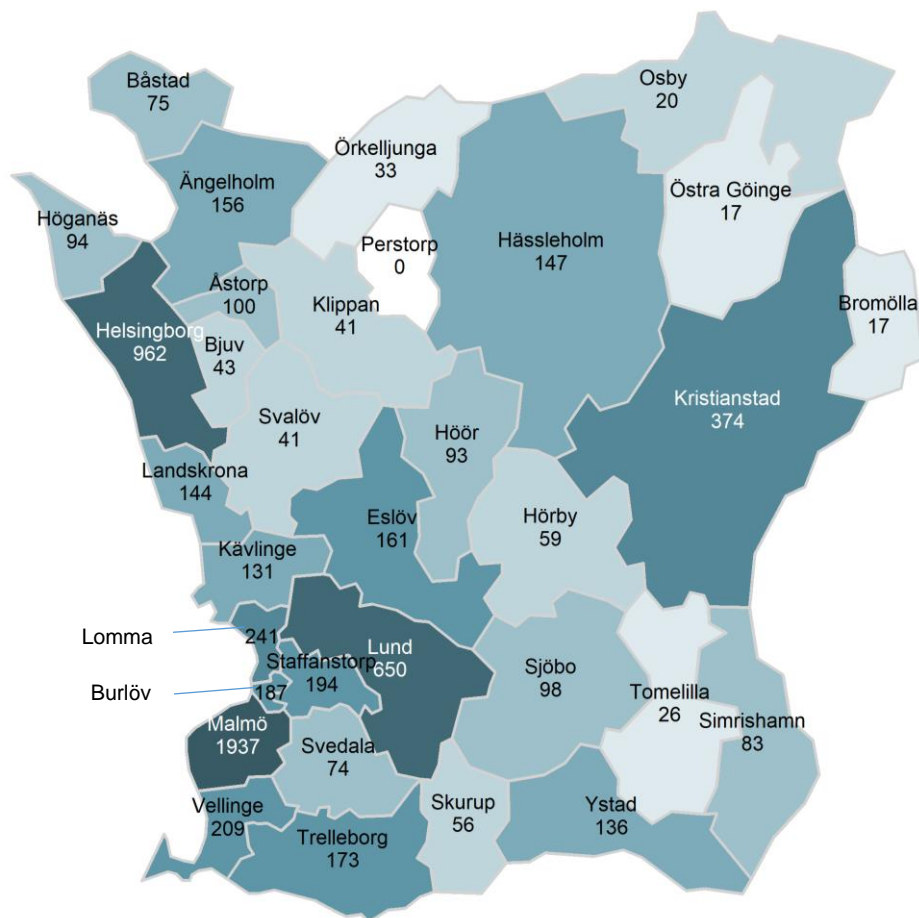 Båstad
75
Osby
20
Örkelljunga
33
Ängelholm
156
Östra Göinge
17
Höganäs
94
Perstorp
0
Hässleholm
147
Åstorp
100
Klippan
41
Bromölla
17
Helsingborg
962
Bjuv
43
Kristianstad
374
Svalöv
41
Höör
93
Landskrona
144
Eslöv
161
Hörby
59
Kävlinge
131
Lomma
241
Lund
650
Staffanstorp
194
Burlöv
187
Sjöbo
98
Tomelilla
26
Simrishamn
83
Malmö
1937
Svedala
74
Vellinge
209
Skurup
56
Ystad
136
Trelleborg
173